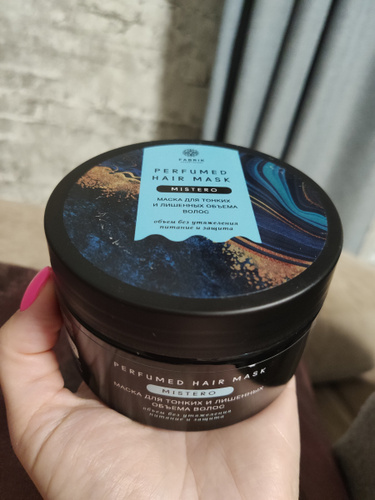 FABRIK
PERFUMED
HAIR MASK
MISTERO
МАСКА ДЛЯ ТОНКИХ
И ЛИШЕННЫХ ОБЪЕМА
ВОЛОС
объем без утяжеления
питание и защита
PERFUMED HAIR MASK
MISTERO
МАСКА ДЛЯ ТОНКИХ И ЛИШЕННЫХ
ОБЪЕМА ВОЛОС
объем без утяжеления
питание и защита